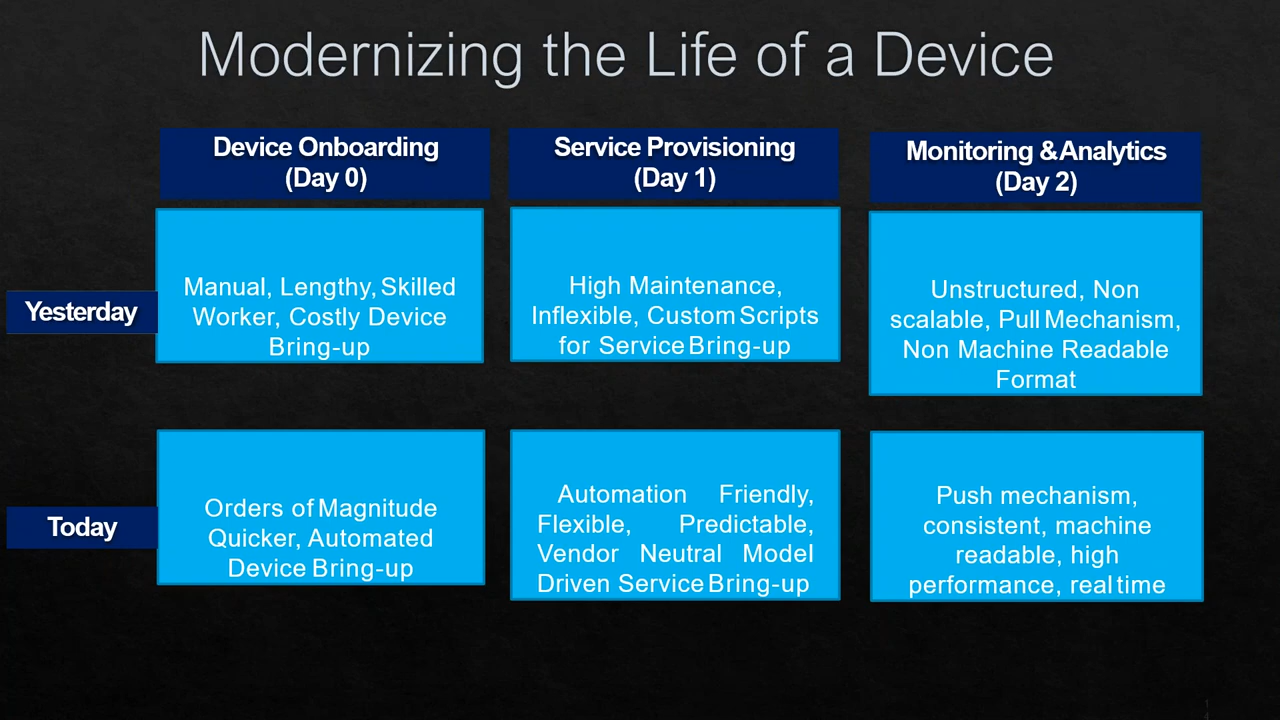 Modernizing the Life of a Device
Device Onboarding
(Day 0)
Service Provisioning
(Day 1)
Monitoring & Analytics
(Day 2)
Yesterday
Manual, Lengthy, Skilled
Worker, Costly Device
Bring-up
High Maintenance,
Inflexible, Custom Scripts
for Service Bring-up
Unstructured, Non
scalable, Pull Mechanism,
Non Machine Readable
Format
Today
Orders of Magnitude
Quicker, Automated
Device Bring-up
Automation Friendly,
Flexible, Predictable,
Vendor Neutral Model
Driven Service Bring-up
Push mechanism,
consistent, machine
readable, high
performance, real time